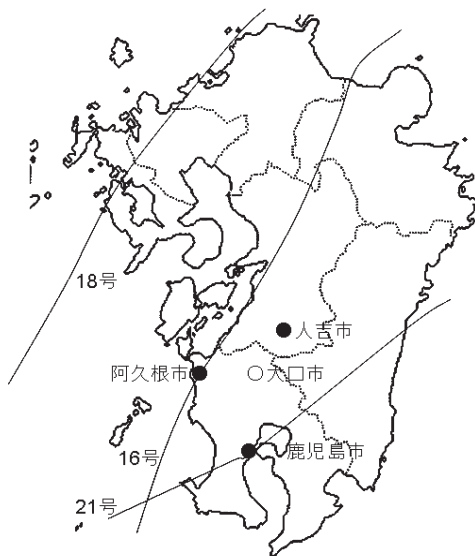 18号
人吉市
阿久根市
大口市
16号
鹿児島市
21号